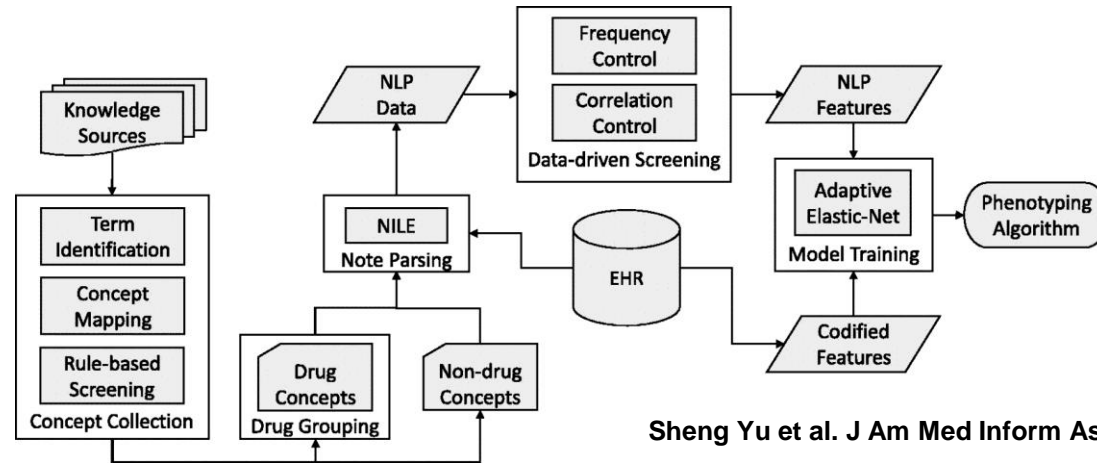 Knowledge
Sources
Term
Identification
Concept
Mapping
Rule-based
Screening
Concept Collection
Drug
Concepts
Drug Grouping
Non-drug
Concepts
NILE
Note Parsing
NLP
Data
Frequency
Control
Correlation
Control
Data-driven Screening
EHR
NLP
Features
Adaptive
Elastic-Net
Model Training
Codified
Features
Phenotyping
Algorithm
Sheng Yu et al. J Am Med Inform As